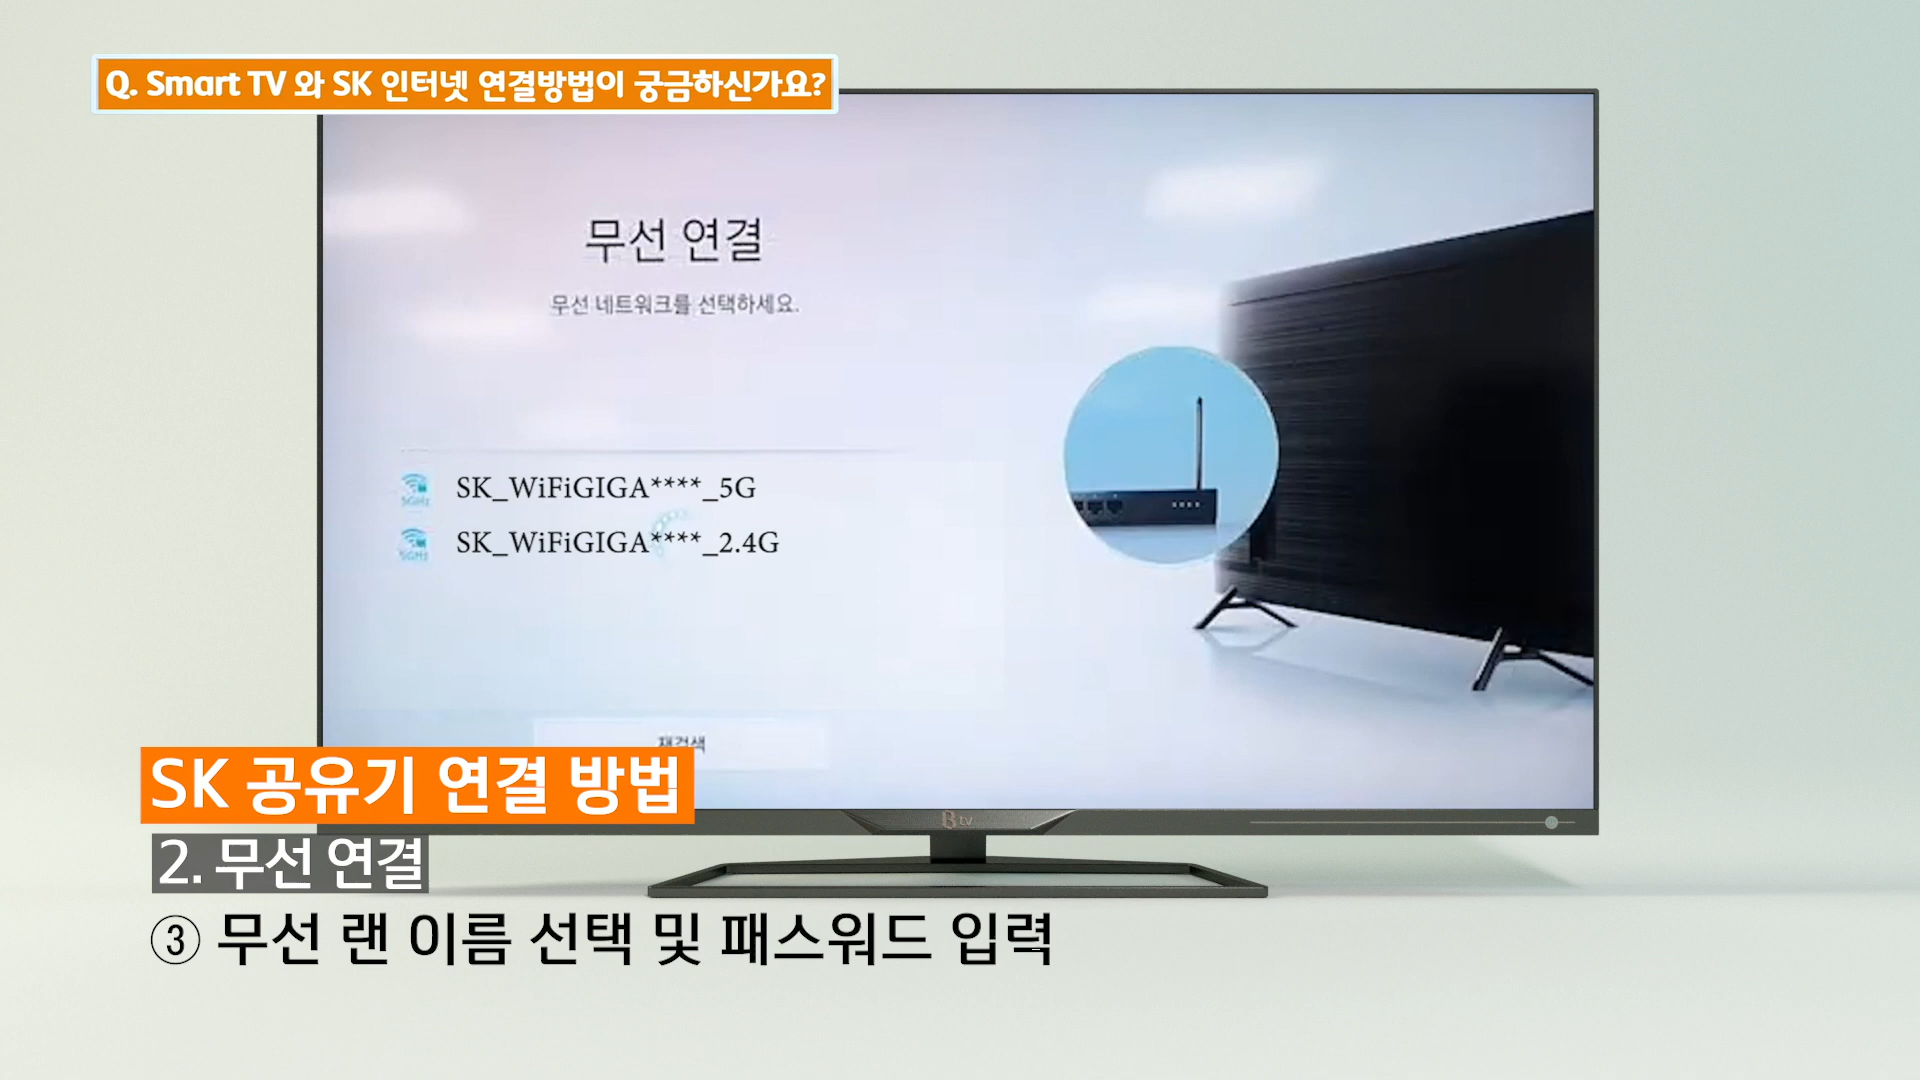 Q. Smart TV 와 SK 인터넷 연결방법이 궁금하신가요?
무선 연결
무선 네트워크를 선택하세요.
5GHz
SK_WiFiGIGA****_5G
5GHz
SK_WiFiGIGA****_2.4G
재검색
SK 공유기 연결 방법
B tv
2. 무선 연결
③ 무선 랜 이름 선택 및 패스워드 입력